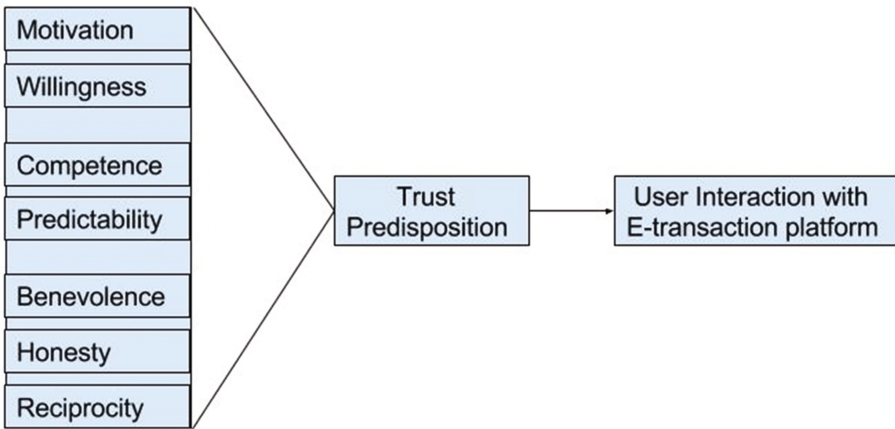 Motivation
Willingness
Competence
Predictability
Benevolence
Honesty
Reciprocity
Trust
Predisposition
User Interaction with
E-transaction platform